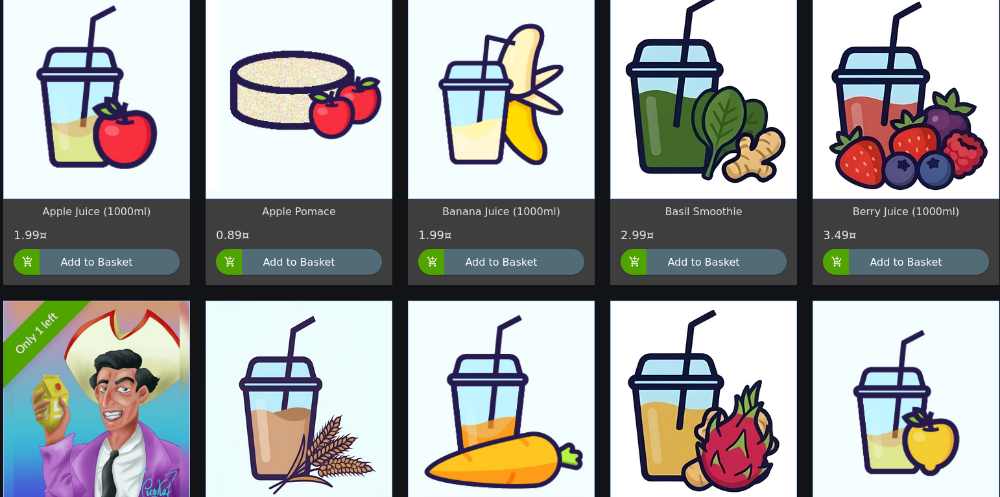 Apple Juice (1000ml)
1.99¤
Add to Basket
Apple Pomace
0.89¤
Add to Basket
Banana Juice (1000ml)
1.99¤
Add to Basket
Basil Smoothie
2.99¤
Add to Basket
Berry Juice (1000ml)
3.49¤
Add to Basket
Only 1 left